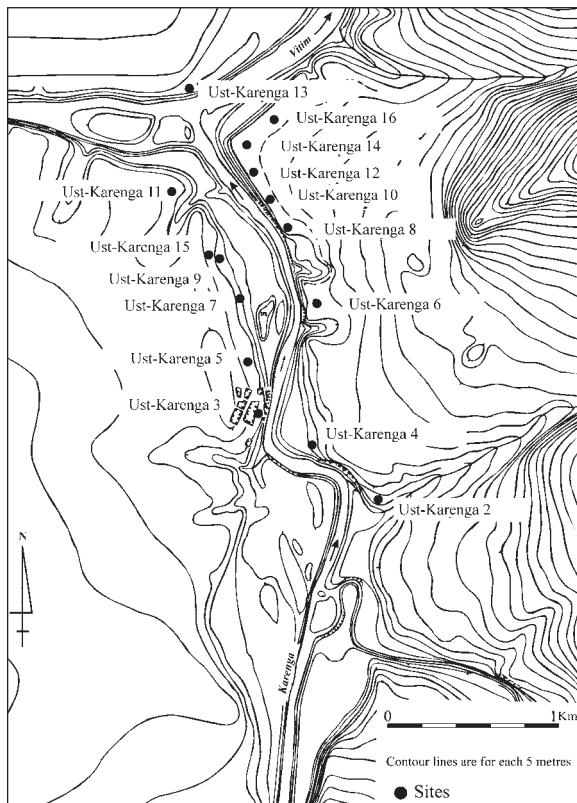 Vitim
Ust-Karenga 13
Ust-Karenga 16
Ust-Karenga 14
Ust-Karenga 12
Ust-Karenga 11
Ust-Karenga 10
Ust-Karenga 8
Ust-Karenga 15
Ust-Karenga 9
Ust-Karenga 7
Ust-Karenga 6
Ust-Karenga 5
Ust-Karenga 3
Ust-Karenga 4
Ust-Karenga 2
N
Karenga
0 1Km
Contour lines are for each 5 metres
Sites